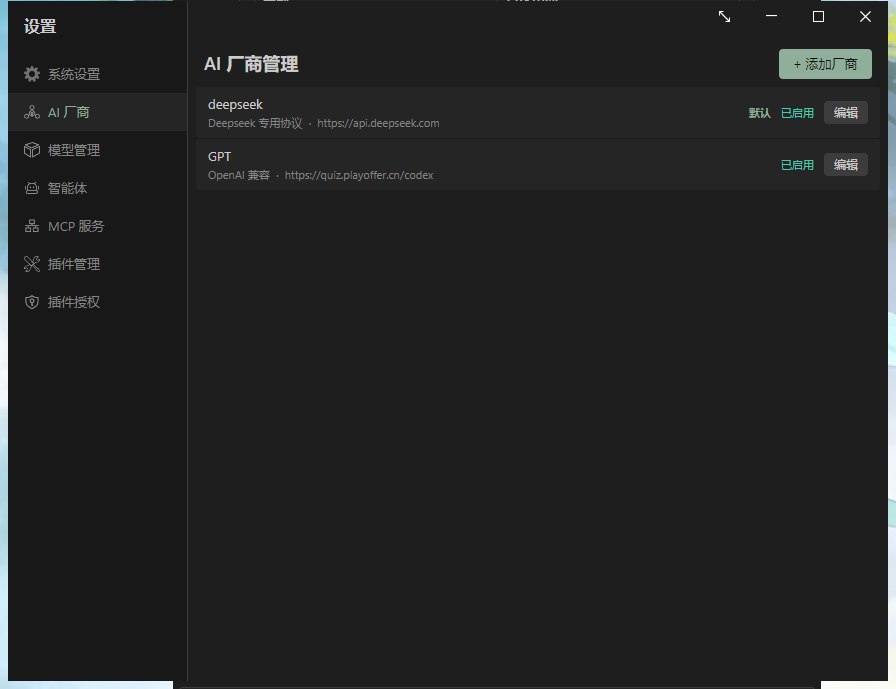 设置
系统设置
AI 厂商
模型管理
智能体
MCP 服务
插件管理
插件授权
AI 厂商管理
+ 添加厂商
deepseek
Deepseek 专用协议 · https://api.deepseek.com
默认 已启用 编辑
GPT
OpenAI 兼容 · https://quiz.playoffer.cn/codex
已启用 编辑